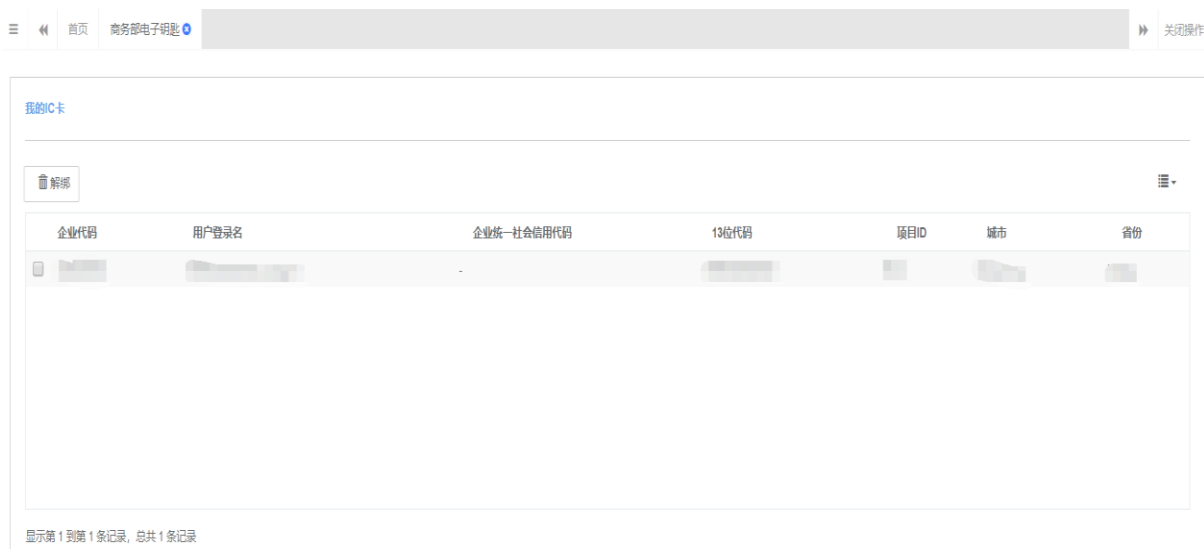 首页 商务部电子钥匙 关闭操作
我的IC卡
解绑
企业代码 用户登录名 企业统一社会信用代码 13位代码 项目ID 城市 省份
-
显示第 1 到第 1 条记录，总共 1 条记录